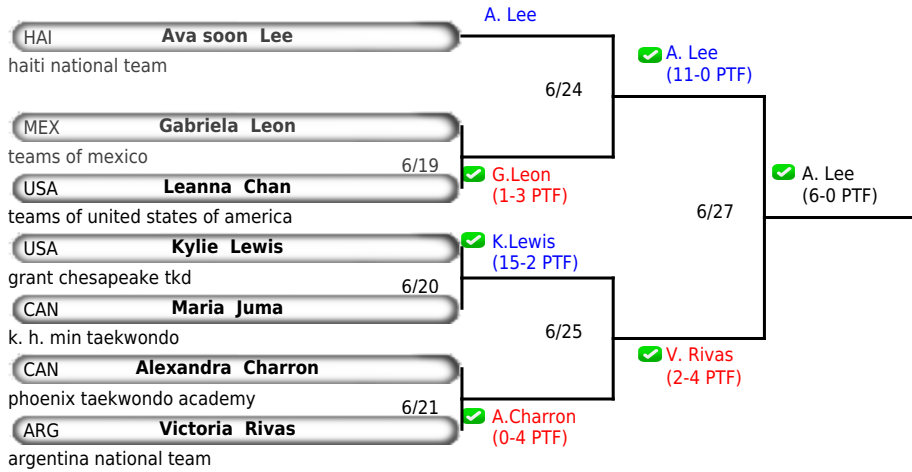 A. Lee
HAI Ava soon Lee
haiti national team
A. Lee
(11-0 PTF)
6/24
MEX Gabriela Leon
teams of mexico
6/19
G.Leon
(1-3 PTF)
USA Leanna Chan
teams of united states of america
A. Lee
(6-0 PTF)
6/27
USA Kylie Lewis
grant chesapeake tkd
K.Lewis
(15-2 PTF)
6/20
CAN Maria Juma
k. h. min taekwondo
6/25
V. Rivas
(2-4 PTF)
CAN Alexandra Charron
phoenix taekwondo academy
6/21
A.Charron
(0-4 PTF)
ARG Victoria Rivas
argentina national team